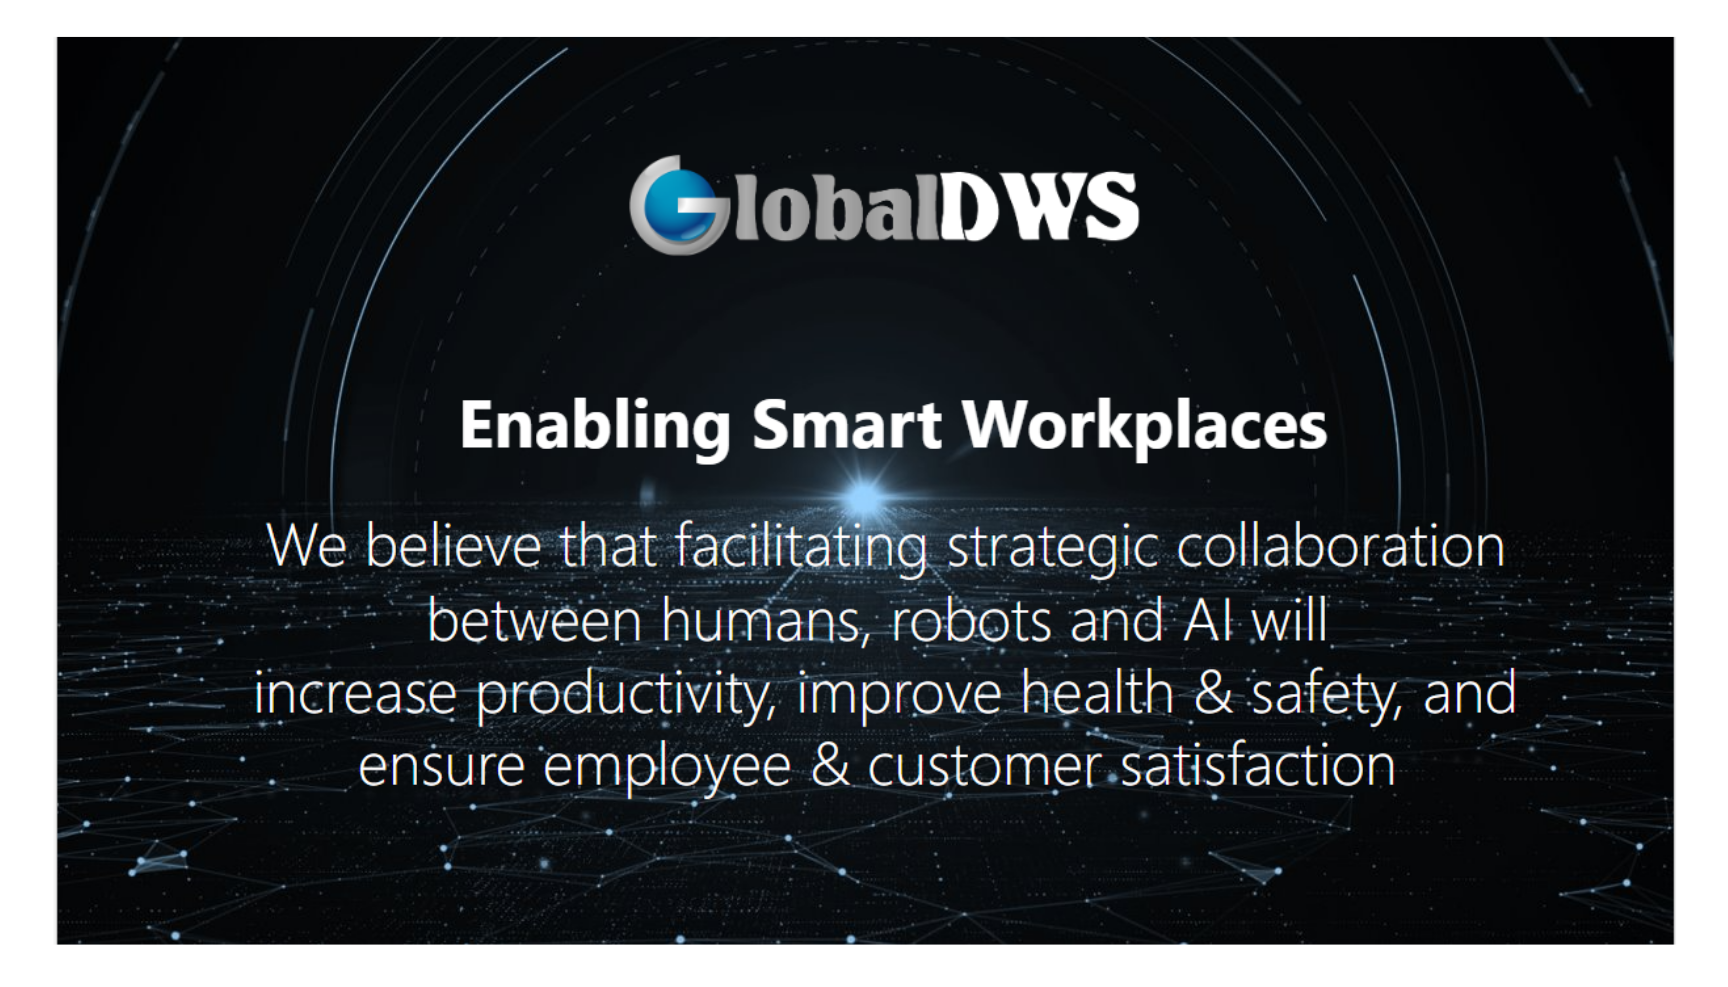 GlobalDWS
Enabling Smart Workplaces
We believe that facilitating strategic collaboration
between humans, robots and AI will
increase productivity, improve health & safety, and
ensure employee & customer satisfaction